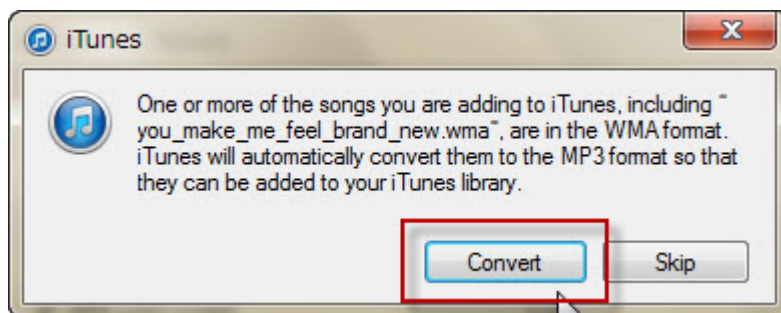 iTunes
One or more of the songs you are adding to iTunes, including "
you_make_me_feel_brand_new.wma", are in the WMA format.
iTunes will automatically convert them to the MP3 format so that
they can be added to your iTunes library.
Convert Skip